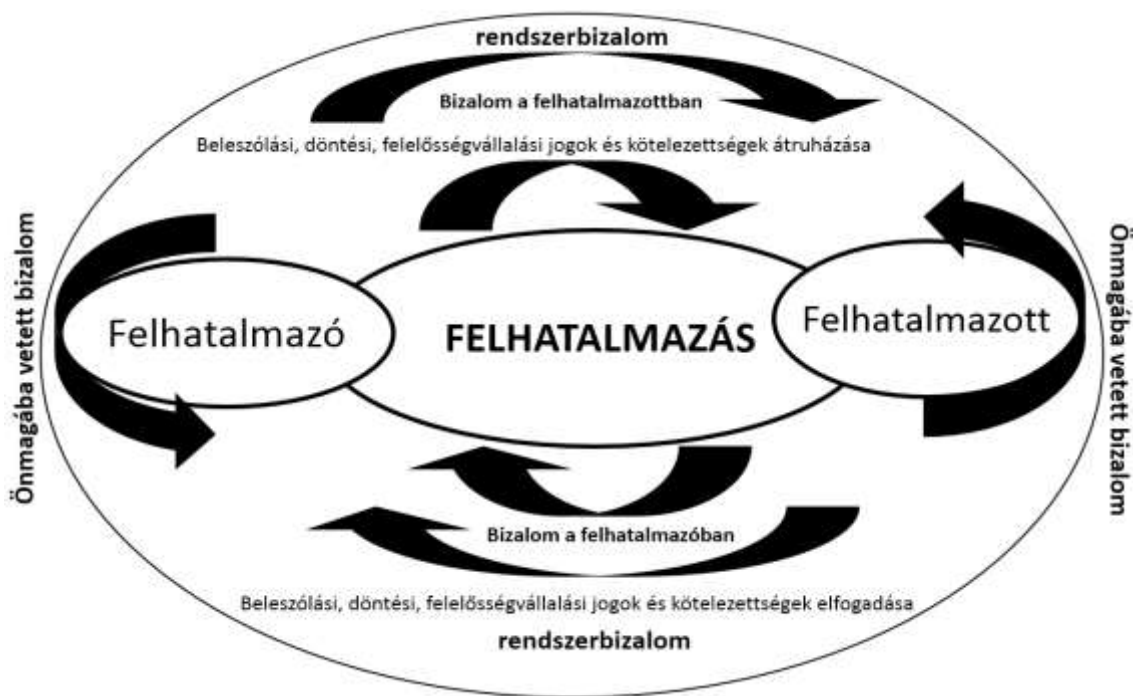 rendszerbizalom
Bizalom a felhatalmazottban
Beleszólási, döntési, felelősségvállalási jogok és kötelezettségek átruházása
Önmagába vetett bizalom
Felhatalmazó
FELHATALMAZÁS
Felhatalmazott
Önmagába vetett bizalom
Bizalom a felhatalmazóban
Beleszólási, döntési, felelősségvállalási jogok és kötelezettségek elfogadása
rendszerbizalom